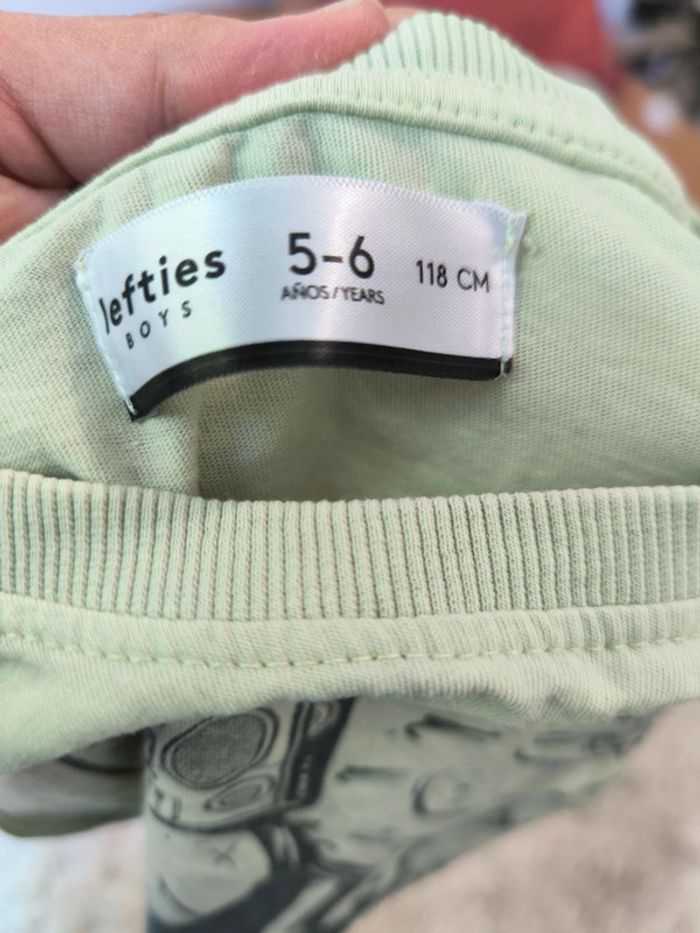 lefties
BOYS
5-6
AÑOS/YEARS
118 CM